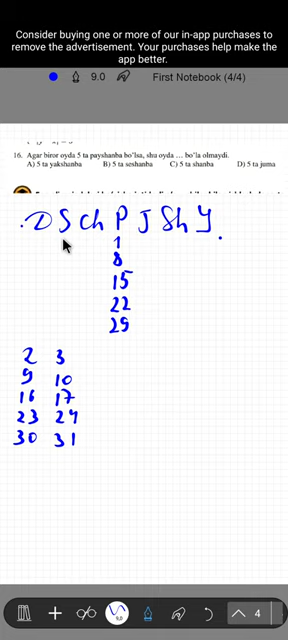 Consider buying one or more of our in-app purchases
to remove the advertisement. Your purchases help make the
app better.
9.0 First Notebook (4/4)
16. Agar biror oyda 5 ta payshanba bo'lsa, shu oyda … bo'la olmaydi.
A) 5 ta yakshanba B) 5 ta seshanba C) 5 ta shanba D) 5 ta juma
D S Ch P J Sh Y
1
8
15
22
29
2 3
9 10
16 17
23 24
30 31
9,0
4